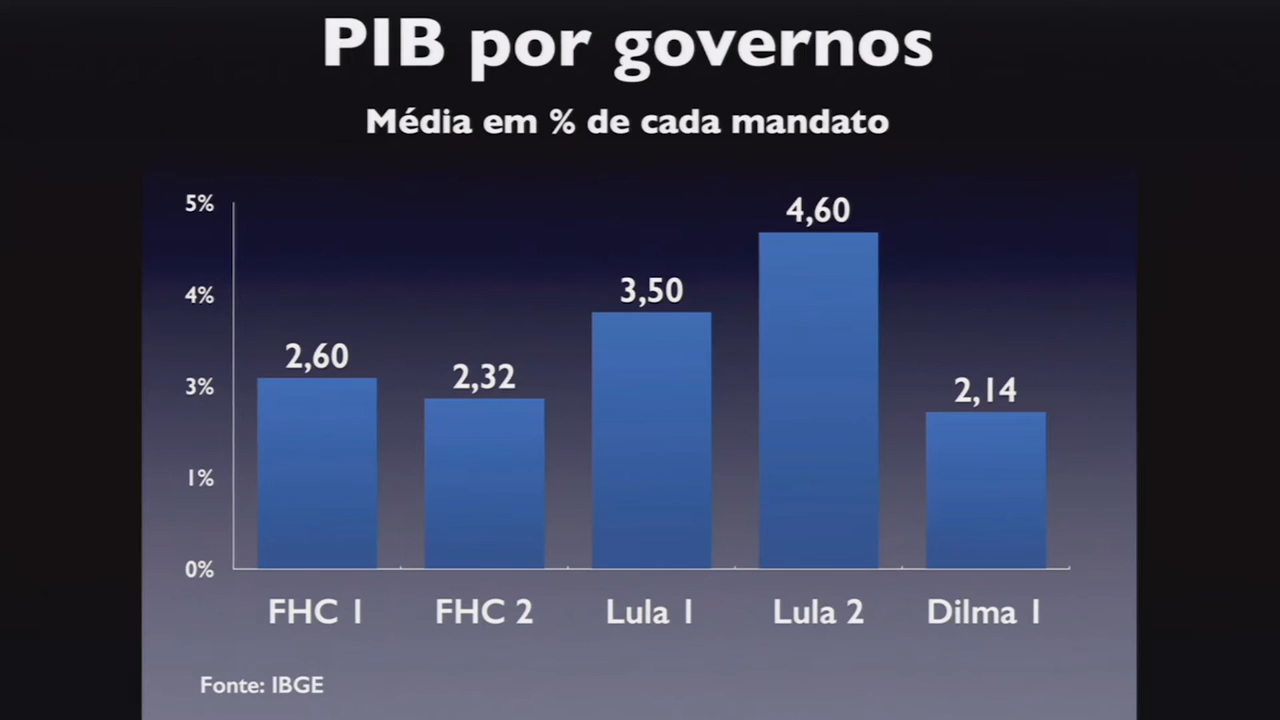 PIB por governos
Média em % de cada mandato
5%
4%
3%
1%
0%
2,60
2,32
3,50
4,60
2,14
FHC 1
FHC 2
Lula 1
Lula 2
Dilma 1
Fonte: IBGE